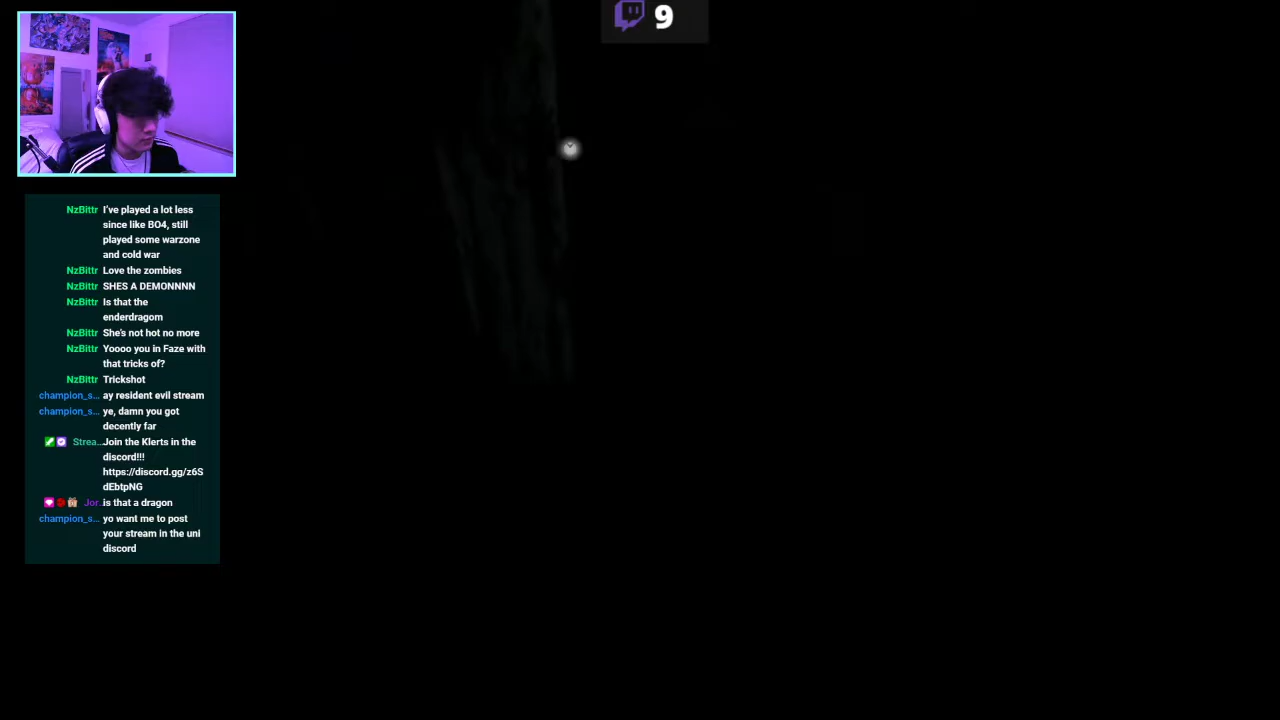 9
NzBittr I've played a lot less
since like BO4, still
played some warzone
and cold war
NzBittr Love the zombies
NzBittr SHES A DEMONNNN
NzBittr Is that the
enderdragom
NzBittr She's not hot no more
NzBittr Yoooo you in Faze with
that tricks of?
NzBittr Trickshot
champion_s... ay resident evil stream
champion_s... ye, damn you got
decently far
Strea... Join the Klerts in the
discord!!!
https://discord.gg/z6S
dEbtpNG
Jor... is that a dragon
champion_s... yo want me to post
your stream in the uni
discord